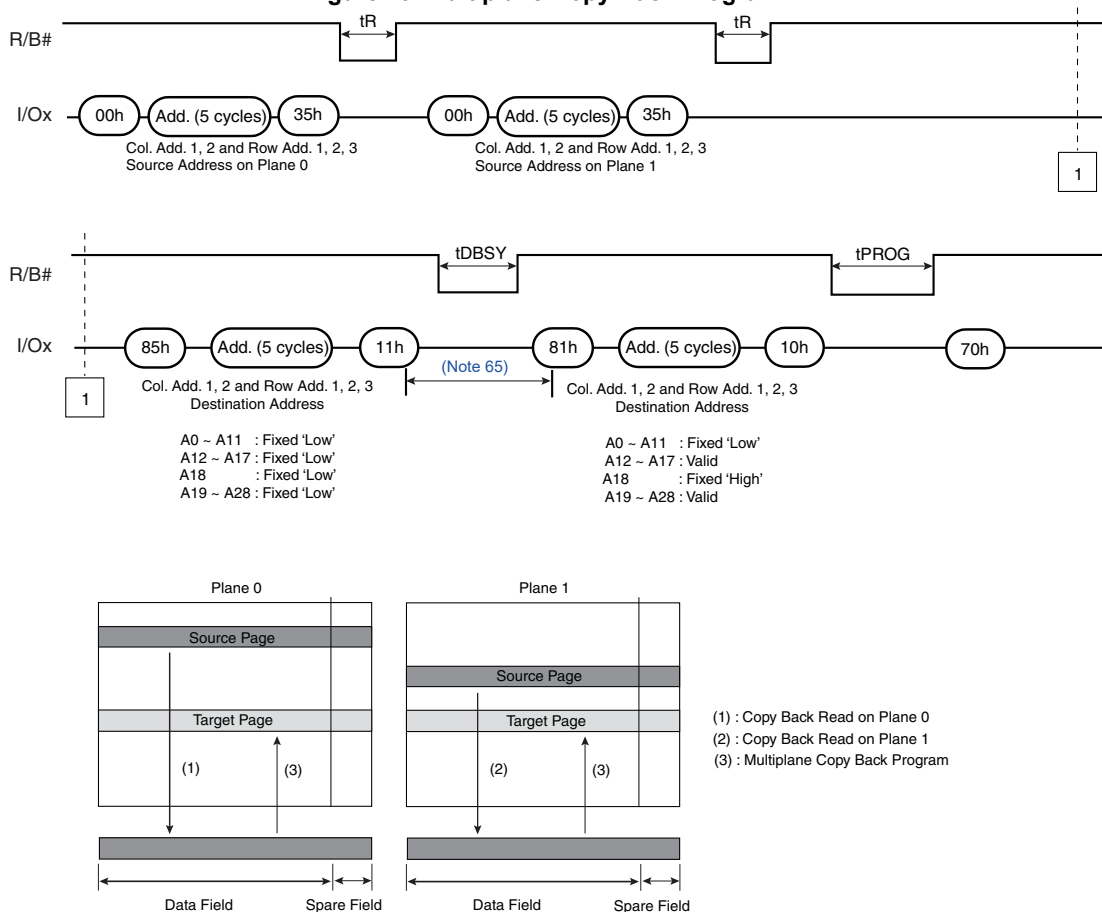 tR
tR
R/B#
1
I/Ox
00h
Add. (5 cycles)
35h
00h
Add. (5 cycles)
35h
Col. Add. 1, 2 and Row Add. 1, 2, 3
Source Address on Plane 0
Col. Add. 1, 2 and Row Add. 1, 2, 3
Source Address on Plane 1
tDBSY
tPROG
R/B#
I/Ox
85h
Add. (5 cycles)
11h
(Note 65)
81h
Add. (5 cycles)
10h
70h
1
Col. Add. 1, 2 and Row Add. 1, 2, 3
Destination Address
A0 ~ A11 : Fixed 'Low'
A12 ~ A17 : Fixed 'Low'
A18 : Fixed 'Low'
A19 ~ A28 : Fixed 'Low'
Col. Add. 1, 2 and Row Add. 1, 2, 3
Destination Address
A0 ~ A11 : Fixed 'Low'
A12 ~ A17 : Valid
A18 : Fixed 'High'
A19 ~ A28 : Valid
Plane 0
Source Page
Target Page
(1)
(3)
Data Field
Spare Field
Plane 1
Source Page
Target Page
(2)
(3)
Data Field
Spare Field
(1) : Copy Back Read on Plane 0
(2) : Copy Back Read on Plane 1
(3) : Multiplane Copy Back Program